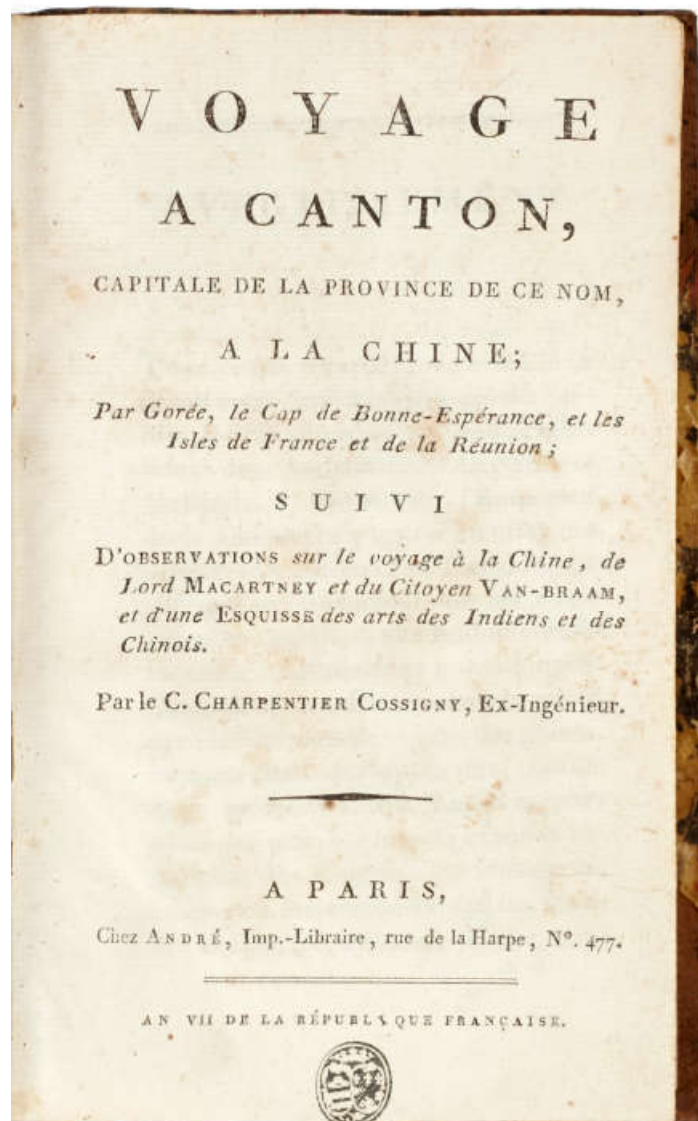 VOYAGE
A CANTON,
CAPITALE DE LA PROVINCE DE CE NOM,
A LA CHINE;
Par Gorée, le Cap de Bonne-Espérance, et les
Isles de France et de la Réunion;
SUIVI
D'OBSERVATIONS sur le voyage à la Chine, de
Lord MACARTNEY et du Citoyen VAN-BRAAM,
et d'une ESQUISSE des arts des Indiens et des
Chinois.
Par le C. CHARPENTIER COSSIGNY, Ex-Ingénieur.
A PARIS,
Chez ANDRÉ, Imp.-Libraire, rue de la Harpe, N°. 477.
AN VII DE LA RÉPUBLIQUE FRANÇAISE.